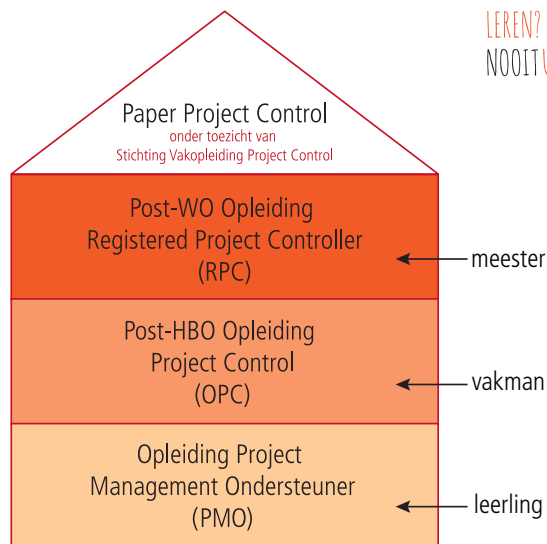 LEREN?
NOOIT
Paper Project Control
onder toezicht van
Stichting Vakopleiding Project Control
Post-WO Opleiding
Registered Project Controller
(RPC)
meester
Post-HBO Opleiding
Project Control
(OPC)
vakman
Opleiding Project
Management Ondersteuner
(PMO)
leerling